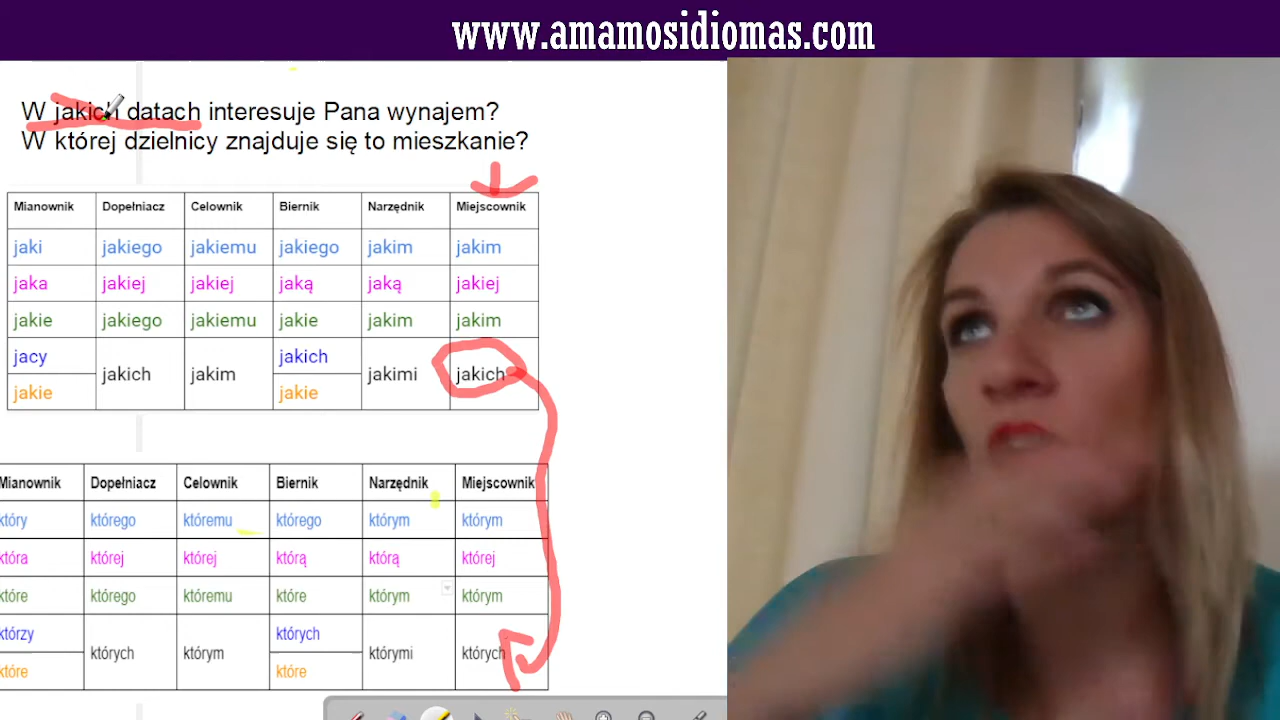 www.amamosidiomas.com
W jakich datach interesuje Pana wynajem?
W której dzielnicy znajduje się to mieszkanie?
Mianownik Dopełniacz Celownik Biernik Narzędnik Miejscownik
jaki jakiego jakiemu jakiego jakim jakim
jaka jakiej jakiej jaką jaką jakiej
jakie jakiego jakiemu jakie jakim jakim
jacy jakich jakim jakich jakimi jakich
jakie jakie
Mianownik Dopełniacz Celownik Biernik Narzędnik Miejscownik
który którego któremu którego którym którym
która której której którą którą której
które którego któremu które którym którym
którzy których którym których którymi których
które które